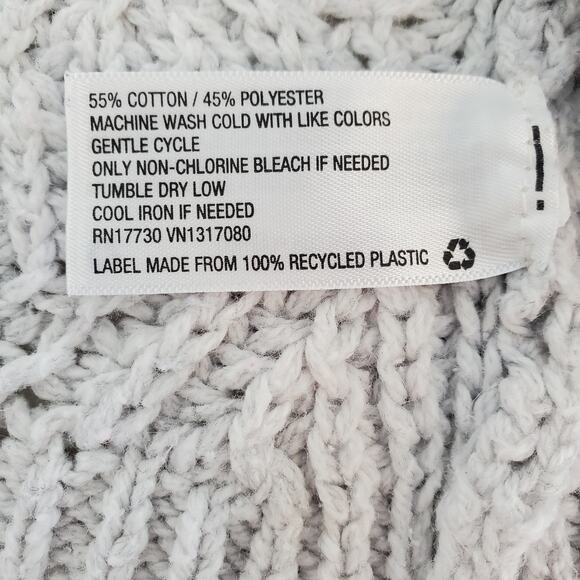 55% COTTON / 45% POLYESTER
MACHINE WASH COLD WITH LIKE COLORS
GENTLE CYCLE
ONLY NON-CHLORINE BLEACH IF NEEDED
TUMBLE DRY LOW
COOL IRON IF NEEDED
RN17730 VN1317080
LABEL MADE FROM 100% RECYCLED PLASTIC